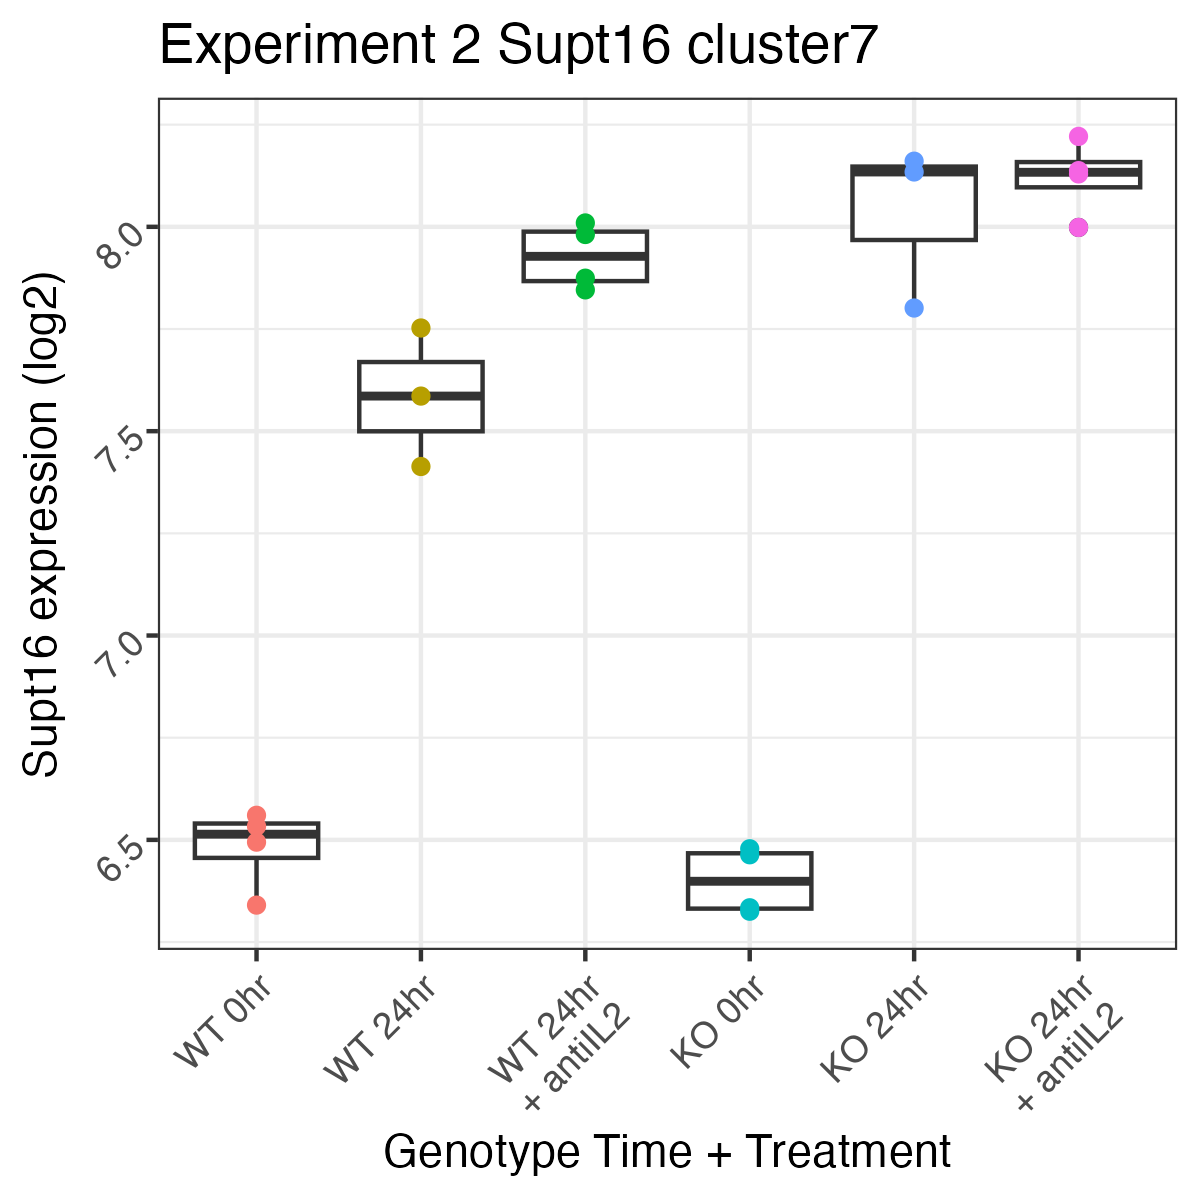 Experiment 2 Supt16 cluster7
Supt16 expression (log2)
8.0
7.5
7.0
6.5
WT 0hr
WT 24hr
WT 24hr
+ antiIL2
KO 0hr
KO 24hr
KO 24hr
+ antiIL2
Genotype Time + Treatment